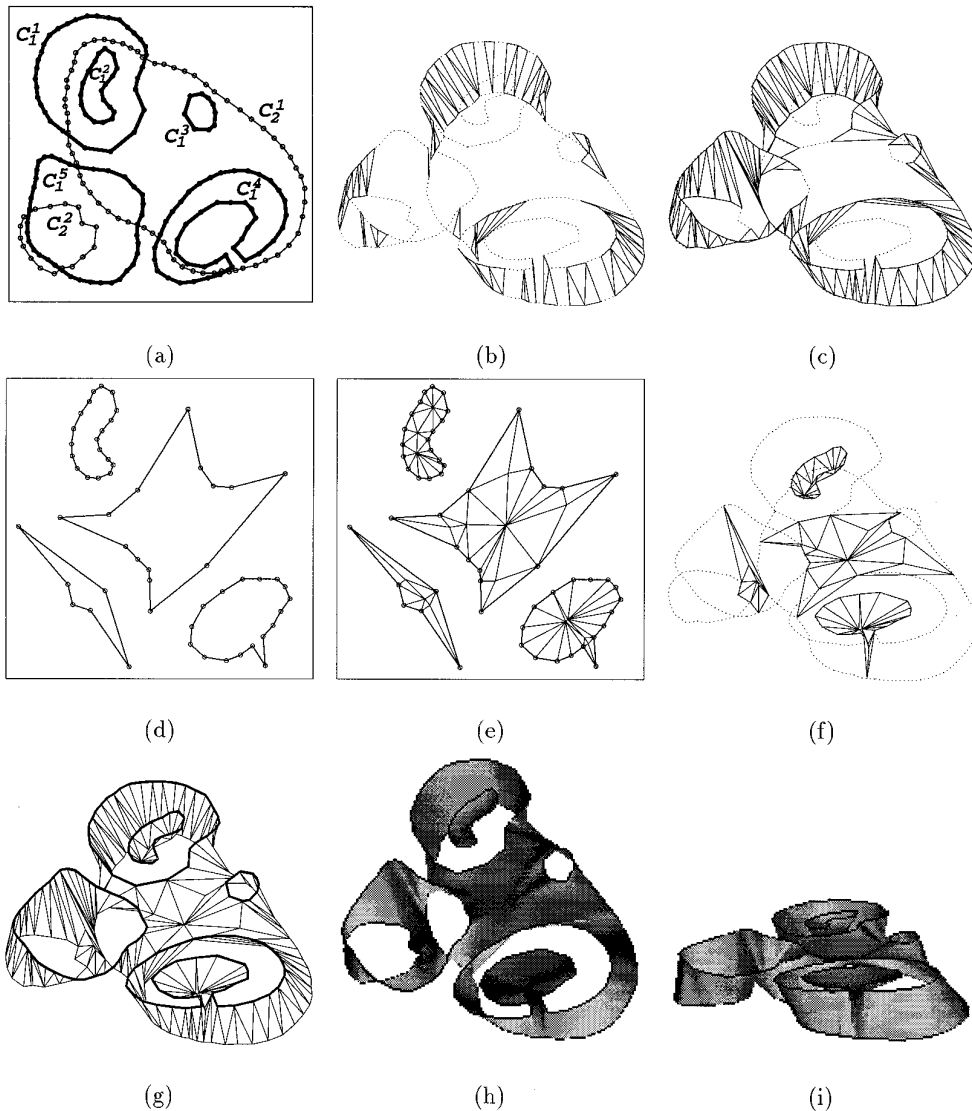 C₁¹
C₁²
C₁³
C₂¹
C₁⁵
C₂²
C₁⁴
(a)
(b)
(c)
(d)
(e)
(f)
(g)
(h)
(i)